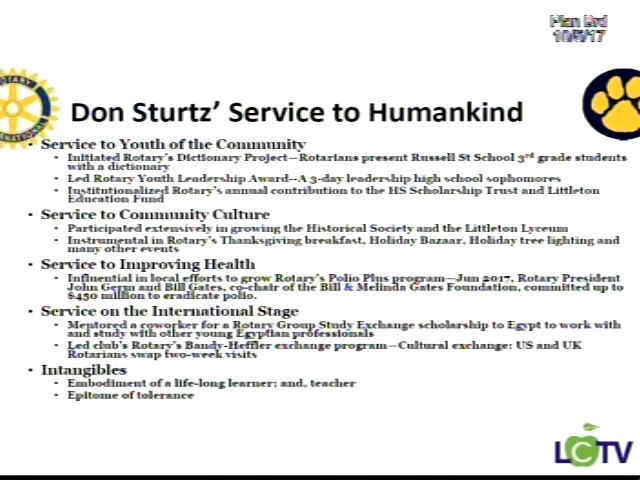 Plan Brd
10/5/17
ROTARY
INTERNATIONAL
Don Sturtz' Service to Humankind
• Service to Youth of the Community
• Initiated Rotary's Dictionary Project—Rotarians present Russell St School 3rd grade students
with a dictionary
• Led Rotary Youth Leadership Award--A 3-day leadership high school sophomores
• Institutionalized Rotary's annual contribution to the HS Scholarship Trust and Littleton
Education Fund
• Service to Community Culture
• Participated extensively in growing the Historical Society and the Littleton Lyceum
• Instrumental in Rotary's Thanksgiving breakfast, Holiday Bazaar, Holiday tree lighting and
many other events
• Service to Improving Health
• Influential in local efforts to grow Rotary's Polio Plus program—Jun 2017, Rotary President
John Germ and Bill Gates, co-chair of the Bill & Melinda Gates Foundation, committed up to
$450 million to eradicate polio.
• Service on the International Stage
• Mentored a coworker for a Rotary Group Study Exchange scholarship to Egypt to work with
and study with other young Egyptian professionals
• Led club's Rotary's Bandy-Heffler exchange program—Cultural exchange: US and UK
Rotarians swap two-week visits
• Intangibles
• Embodiment of a life-long learner; and, teacher
• Epitome of tolerance
LCTV